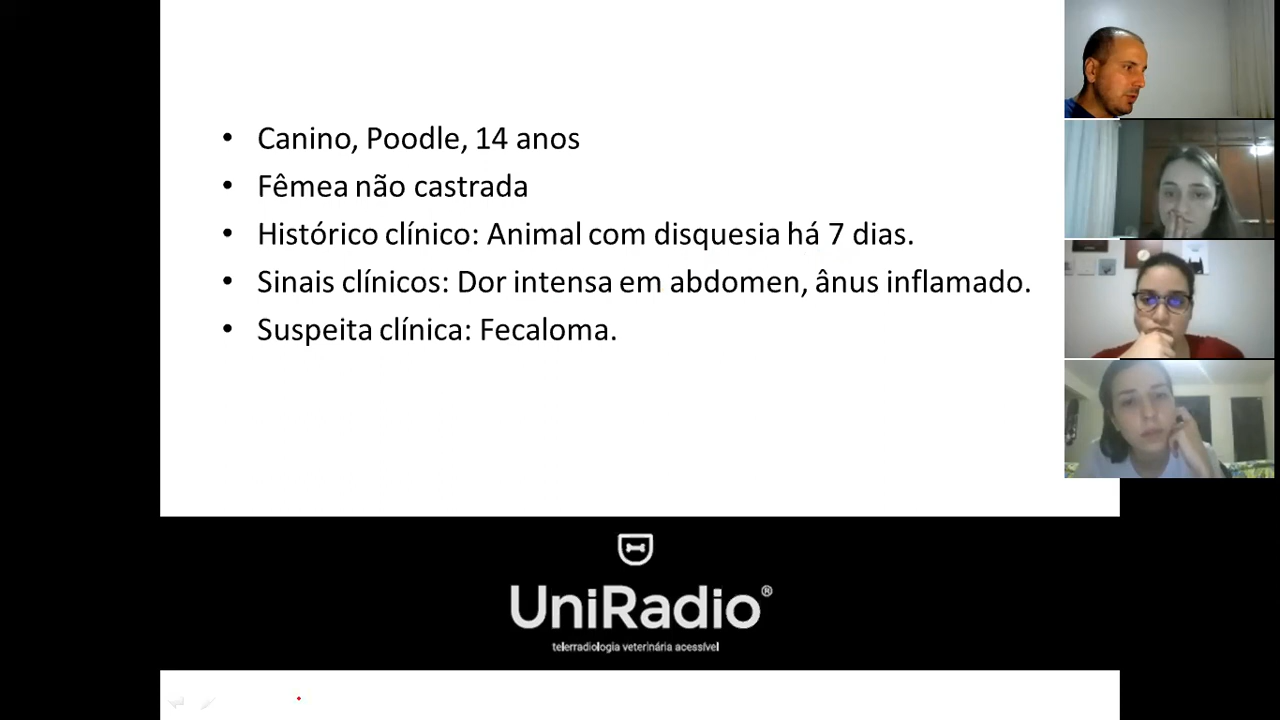 • Canino, Poodle, 14 anos
• Fêmea não castrada
• Histórico clínico: Animal com disquesia há 7 dias.
• Sinais clínicos: Dor intensa em abdomen, ânus inflamado.
• Suspeita clínica: Fecaloma.
UniRadio®
telerradiologia veterinária acessível